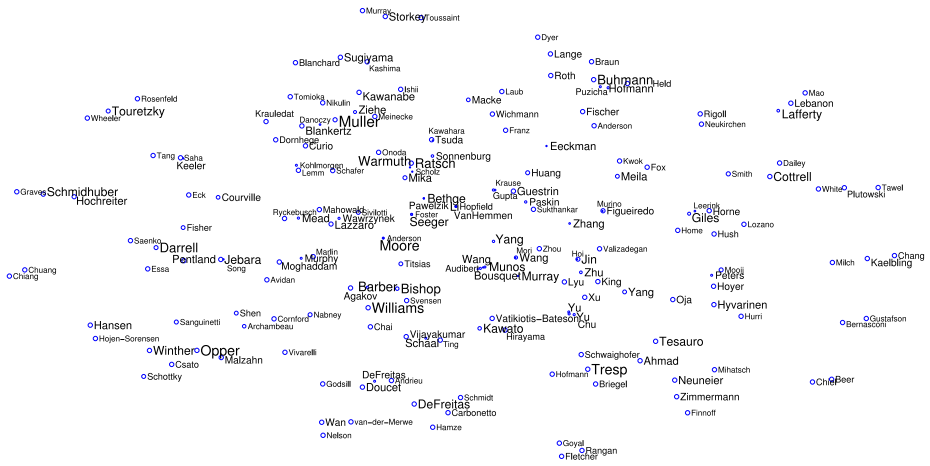 Murray
Storkey
Toussaint
Dyer
Lange
Sugiyama
Blanchard
Kashima
Braun
Roth
Buhmann
Held
Puzicha
Hofmann
Ishii
Laub
Tomioka
Kawanabe
Rosenfeld
Macke
Mao
Nikulin
Lebanon
Touretzky
Ziehe
Fischer
Wichmann
Rigoll
Lafferty
Wheeler
Krauledat
Danoczy
Muller
Meinecke
Anderson
Neukirchen
Blankertz
Franz
Kawahara
Dornhege
Tsuda
Curio
Eeckman
Onoda
Tang
Saha
Sonnenburg
Warmuth
Ratsch
Kwok
Dailey
Keeler
Kohlmorgen
Fox
Lemm
Schafer
Scholz
Huang
Smith
Cottrell
Mika
Meila
Krause
White
Tawel
Graves
Schmidhuber
Guestrin
Plutowski
Hochreiter
Eck
Courville
Bethge
Gupta
Paskin
Pawelzik
Hopfield
Murino
Leerink
Ryckebusch
Mahowald
Sivilotti
Foster
VanHemmen
Sukthankar
Figueiredo
Horne
Mead
Wawrzynek
Giles
Lazzaro
Seeger
Zhang
Lozano
Fisher
Home
Hush
Saenko
Anderson
Yang
Darrell
Moore
Mori
Zhou
Valizadegan
Marlin
Murphy
Wang
Wang
Hoi
Jin
Chang
Pentland
Jebara
Moghaddam
Titsias
Milch
Kaelbling
Essa
Song
Audibert
Munos
Chuang
Zhu
Mooij
Chang
Bousquet
Murray
Peters
Avidan
Lyu
King
Barber
Bishop
Hoyer
Agakov
Yang
Svensen
Xu
Oja
Williams
Hyvarinen
Shen
Nabney
Yu
Hurri
Sanguinetti
Cornford
Vatikiotis-Bateson
Yu
Gustafson
Hansen
Archambeau
Chai
Kawato
Chu
Bernasconi
Hojen-Sorensen
Vijayakumar
Hirayama
Schaal
Ting
Tesauro
Winther
Opper
Vivarelli
Schwaighofer
Malzahn
Ahmad
Csato
Tresp
Mihatsch
Schottky
DeFreitas
Hofmann
Neuneier
Beer
Godsill
Andrieu
Briegel
Chiel
Doucet
Schmidt
Zimmermann
DeFreitas
Carbonetto
Finnoff
Wan
van-der-Merwe
Hamze
Nelson
Goyal
Rangan
Fletcher